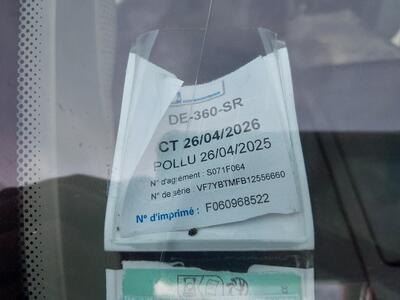 DE-360-SR
CT 26/04/2026
POLLU 26/04/2025
N° d'agrément : S071F064
N° de série : VF7YBTMFB12556660
N° d'imprimé : F060968522